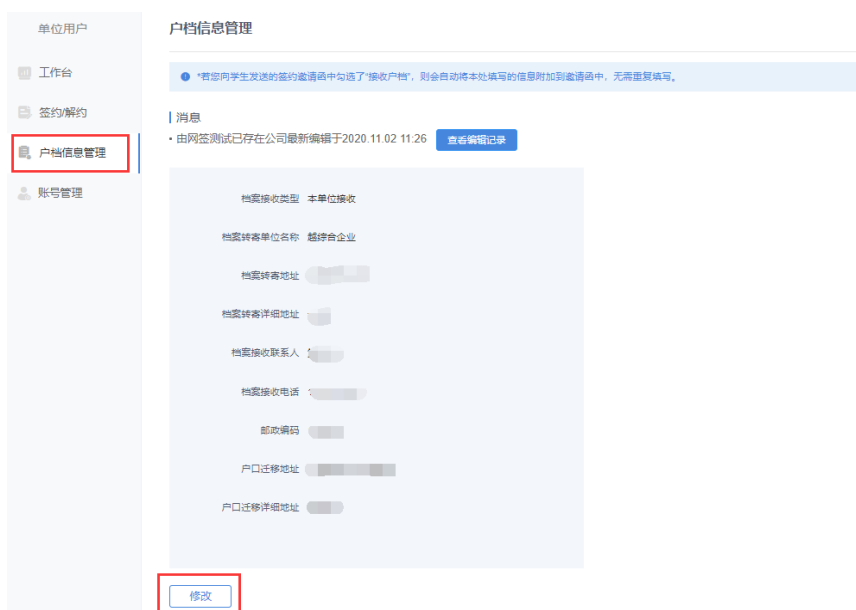 单位用户
工作台
签约/解约
户档信息管理
账号管理
户档信息管理
*若您向学生发送的签约邀请函中勾选了“接收户档”，则会自动将本处填写的信息附加到邀请函中，无需重复填写。
消息
• 由网签测试已存在公司最新编辑于2020.11.02 11:26 查看编辑记录
档案接收类型 本单位接收
档案转寄单位名称 越综合企业
档案转寄地址
档案转寄详细地址
档案接收联系人
档案接收电话
邮政编码
户口迁移地址
户口迁移详细地址
修改